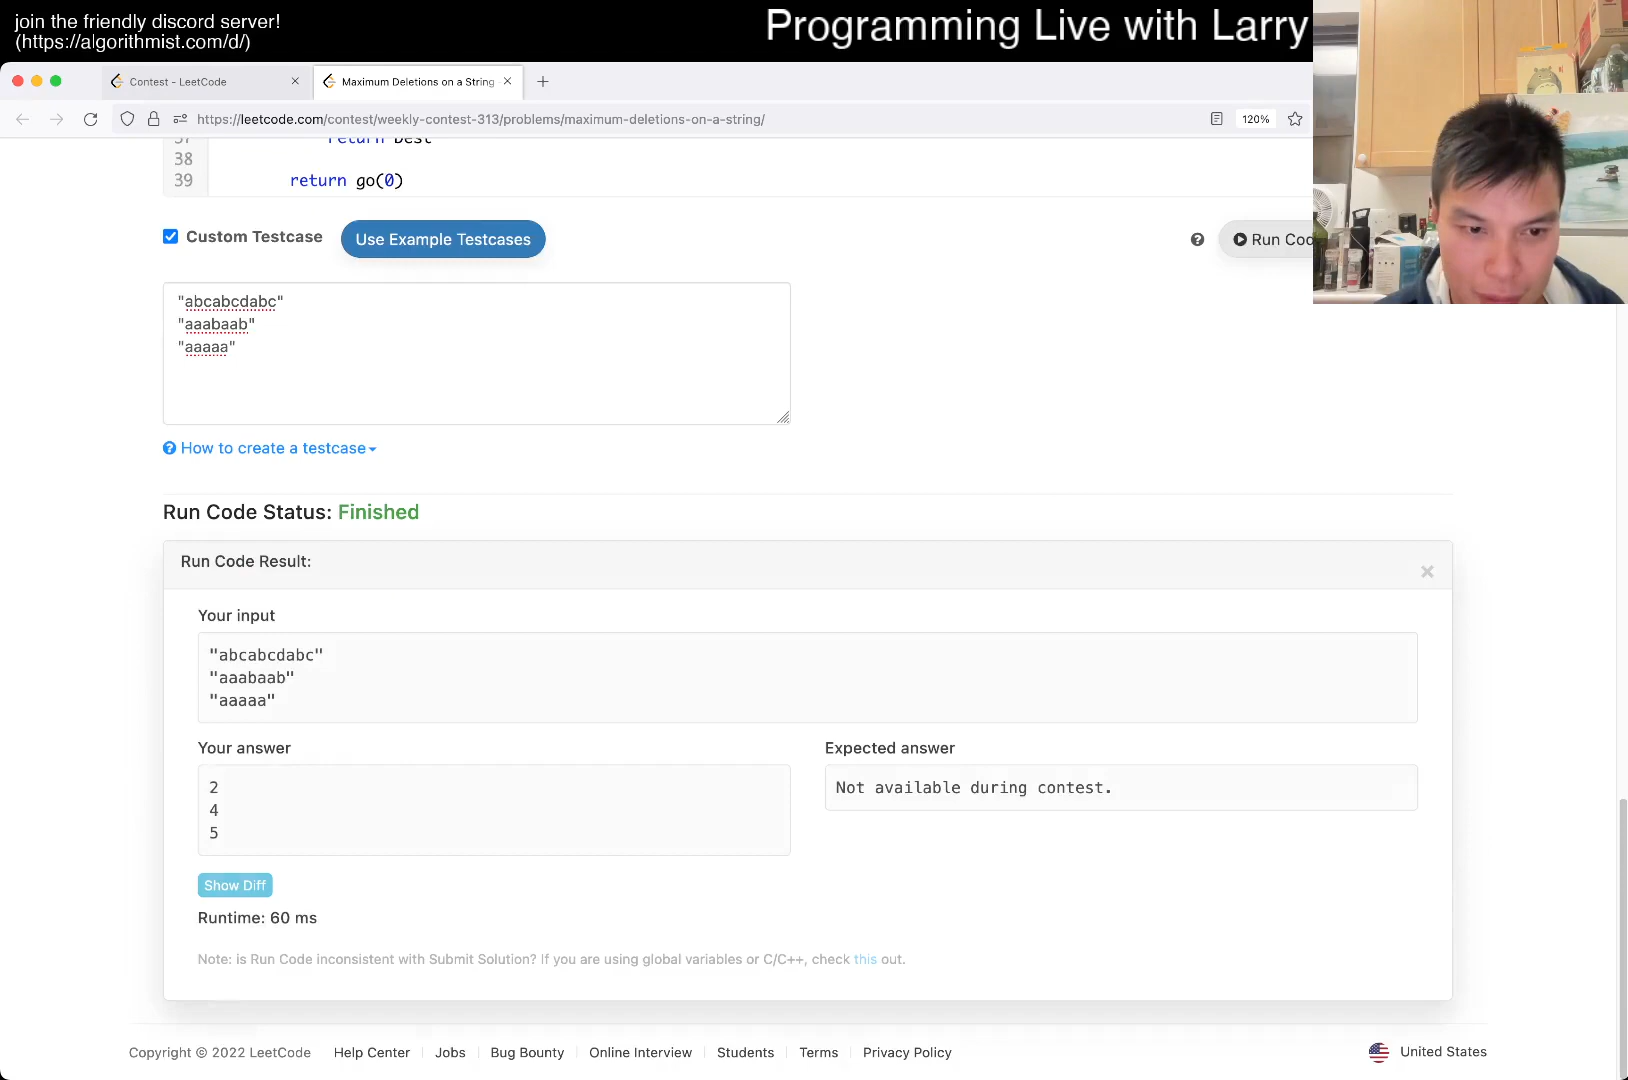 join the friendly discord server!
(https://algorithmist.com/d/)
Programming Live with Larry
Contest - LeetCode
Maximum Deletions on a String
https://leetcode.com/contest/weekly-contest-313/problems/maximum-deletions-on-a-string/
120%
37 return best
38
39 return go(0)
Custom Testcase
Use Example Testcases
Run Cod
"abcabcdabc"
"aaabaab"
"aaaaa"
How to create a testcase
Run Code Status: Finished
Run Code Result:
Your input
"abcabcdabc"
"aaabaab"
"aaaaa"
Your answer
Expected answer
2
4
5
Not available during contest.
Show Diff
Runtime: 60 ms
Note: is Run Code inconsistent with Submit Solution? If you are using global variables or C/C++, check this out.
Copyright © 2022 LeetCode
Help Center
Jobs
Bug Bounty
Online Interview
Students
Terms
Privacy Policy
United States